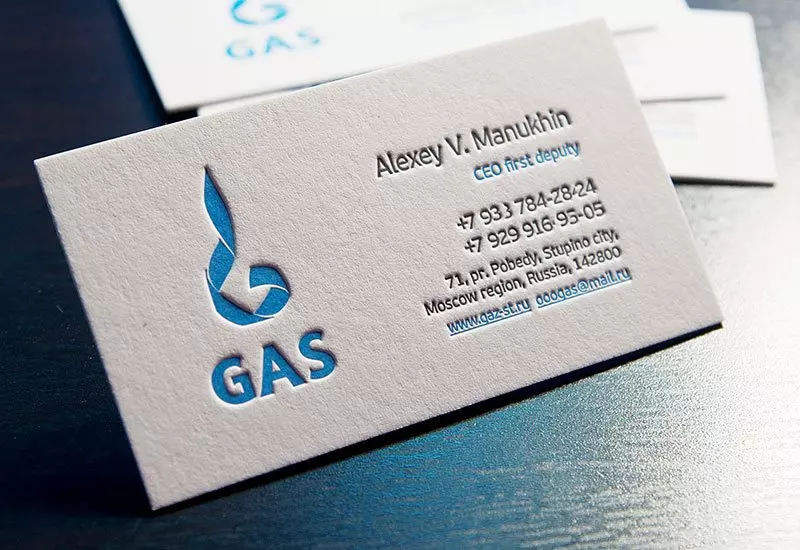 GAS
GAS
Alexey V. Manukhin
CEO first deputy
+7 933 784-28-24
+7 929 916-95-05
71, pr. Pobedy, Stupino city,
Moscow region, Russia, 142800
www.gaz-st.ru ooogas@mail.ru